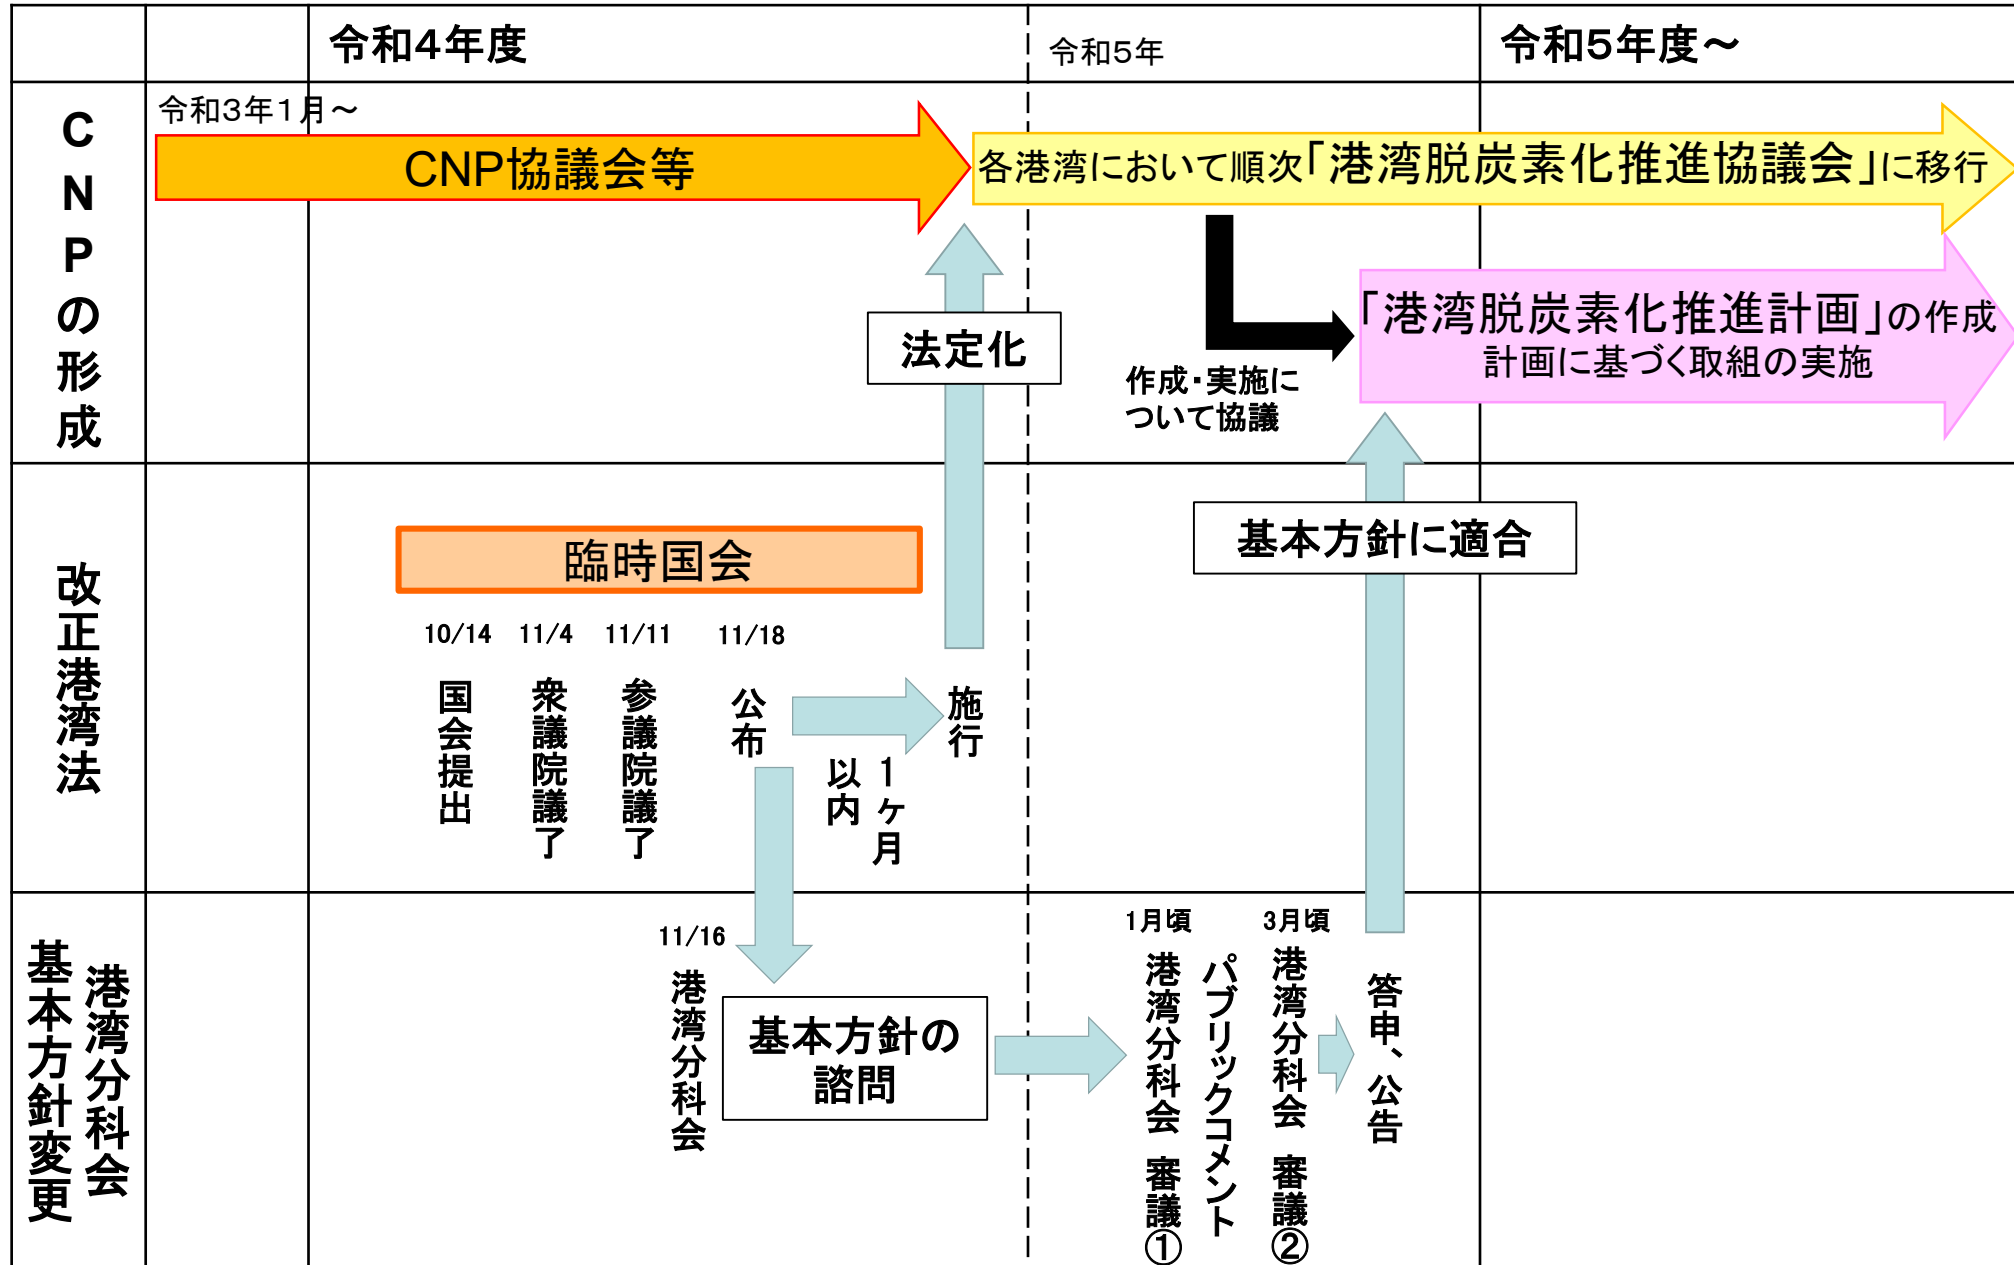 令和４年度
令和５年
令和５年度～
CNPの形成
令和３年１月～
CNP協議会等
各港湾において順次「港湾脱炭素化推進協議会」に移行
法定化
作成・実施に
ついて協議
「港湾脱炭素化推進計画」の作成
計画に基づく取組の実施
改正港湾法
臨時国会
10/14
国会提出
11/4
衆議院議了
11/11
参議院議了
11/18
公布
１ヶ月
以内
施行
基本方針に適合
港湾分科会
基本方針変更
11/16
港湾分科会
基本方針の
諮問
1月頃
港湾分科会 審議①
パブリックコメント
3月頃
港湾分科会 審議②
答申、公告